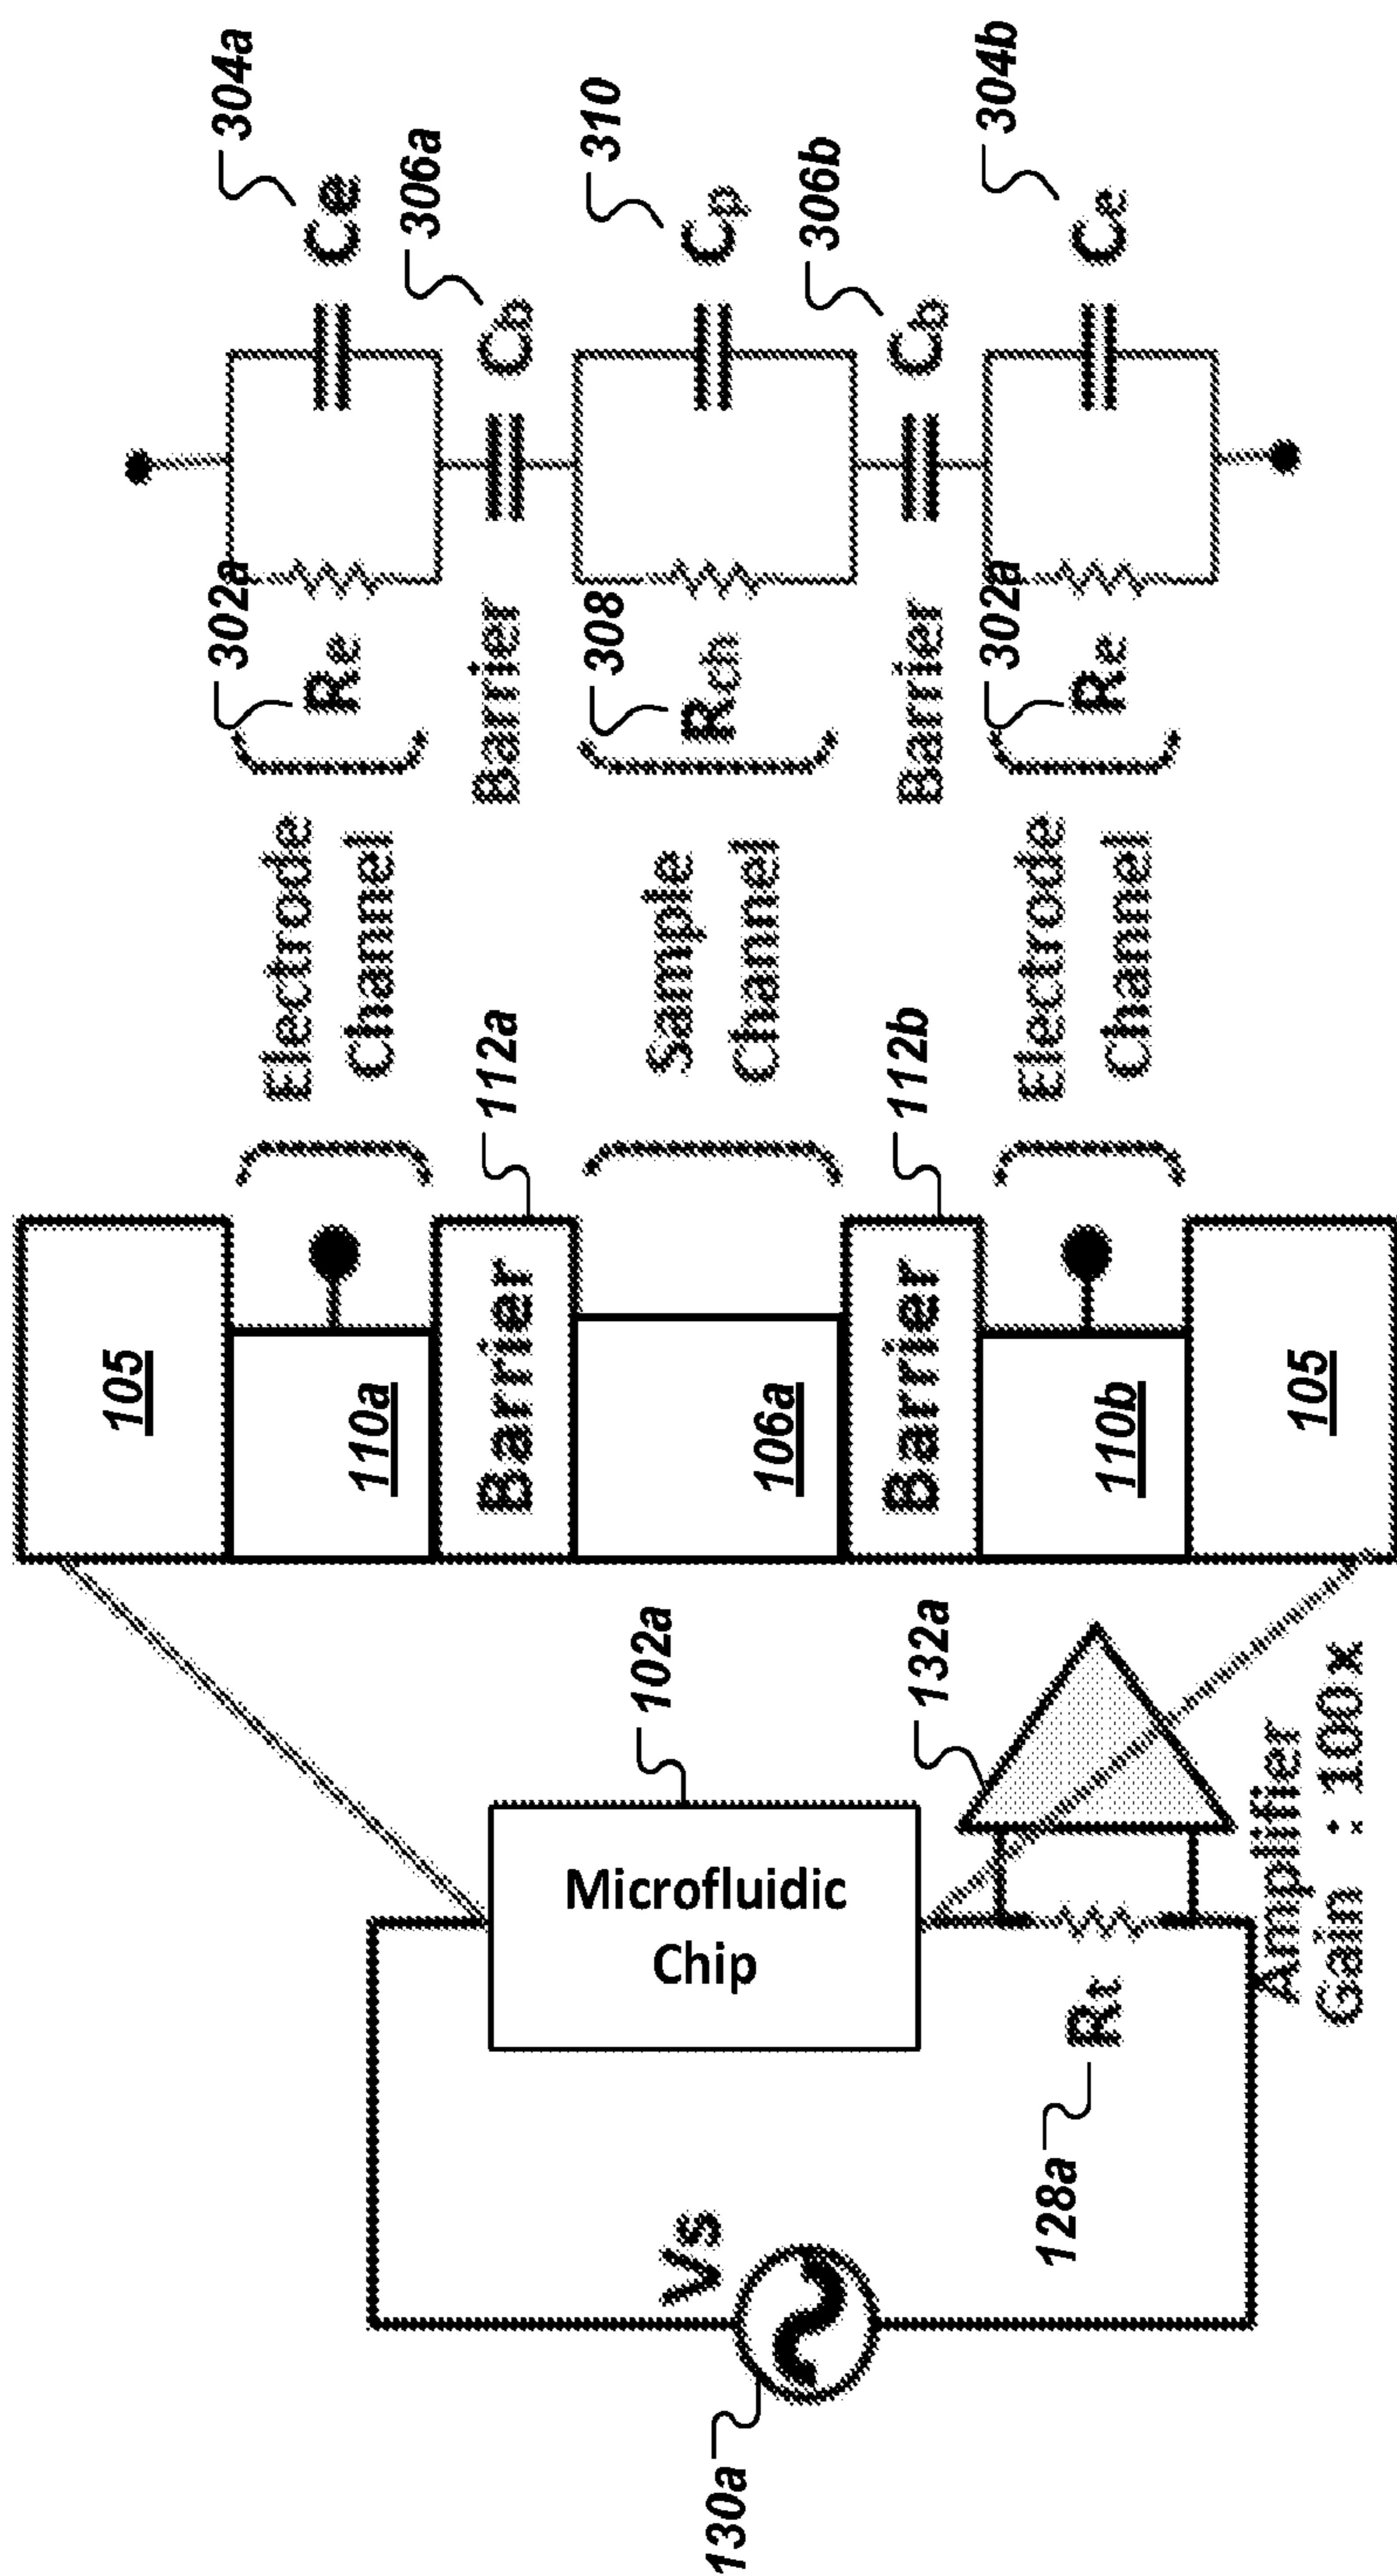 Vs
130a
Microfluidic
Chip
102a
128a
Rt
132a
Amplifier
Gain : 100x
105
110a
Barrier
112a
106a
Barrier
112b
110b
105
Electrode
Channel
Sample
Channel
Electrode
Channel
302a
Re
304a
Ce
Barrier
Cb
306a
308
Rch
310
Cp
Barrier
Cb
306b
302a
Re
304b
Ce